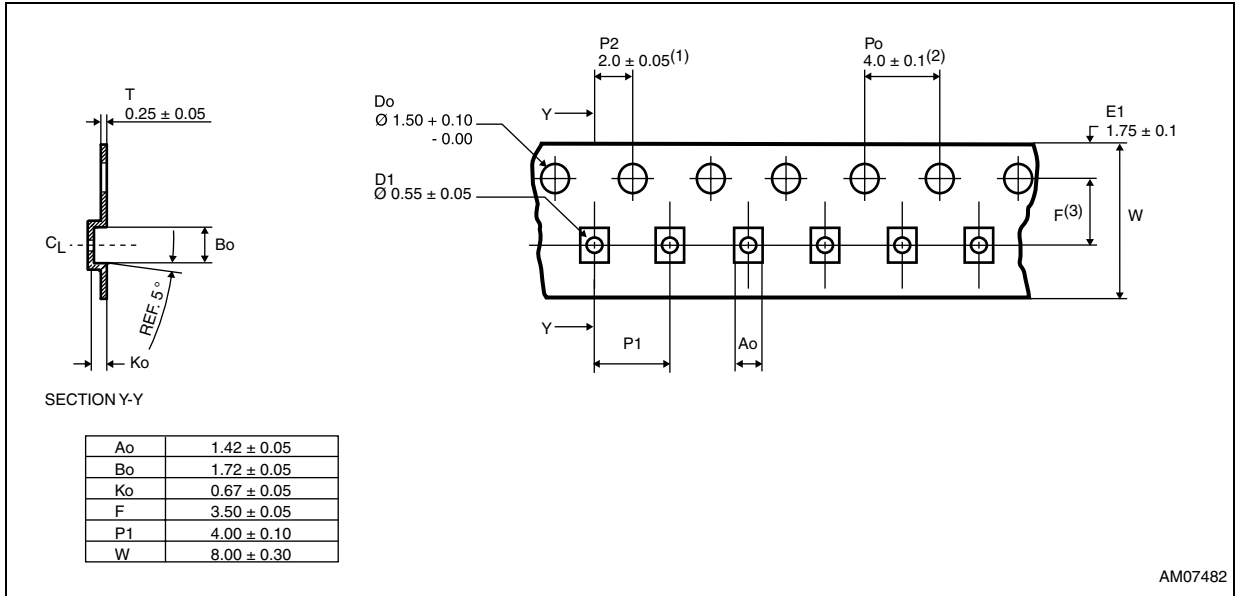 P2
2.0 ± 0.05(1)
Po
4.0 ± 0.1(2)
T
0.25 ± 0.05
Do
Ø 1.50 + 0.10
- 0.00
Y
E1
1.75 ± 0.1
D1
Ø 0.55 ± 0.05
F(3)
W
CL
Bo
REF. 5°
Ko
Y
P1
Ao
SECTION Y-Y
Ao 1.42 ± 0.05
Bo 1.72 ± 0.05
Ko 0.67 ± 0.05
F 3.50 ± 0.05
P1 4.00 ± 0.10
W 8.00 ± 0.30
AM07482